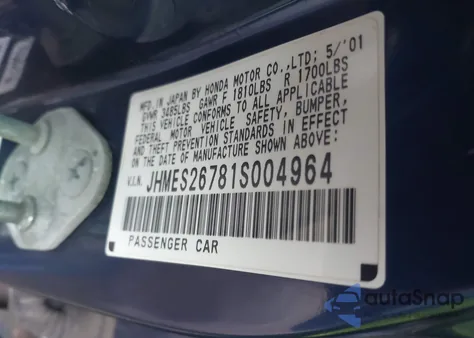 MFD. IN JAPAN BY HONDA MOTOR CO.,LTD; 5/'01
GVWR 3485LBS GAWR F 1810LBS R 1700LBS
THIS VEHICLE CONFORMS TO ALL APPLICABLE
FEDERAL MOTOR VEHICLE SAFETY, BUMPER,
AND THEFT PREVENTION STANDARDS IN EFFECT
ON THE DATE OF MANUFACTURE SHOWN ABOVE:
V.I.N. JHMES26781S004964
PASSENGER CAR
autoSnap